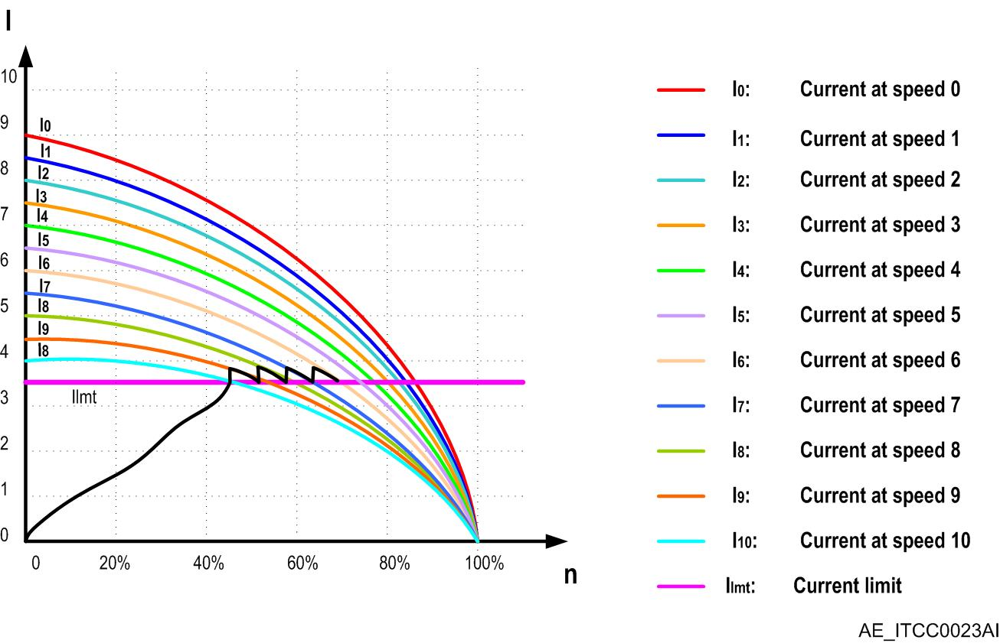 I
10
9
8
7
6
5
4
3
2
1
0
I0
I1
I2
I3
I4
I5
I6
I7
I8
I9
I8
Ilmt
0 20% 40% 60% 80% 100%
n
I0: Current at speed 0
I1: Current at speed 1
I2: Current at speed 2
I3: Current at speed 3
I4: Current at speed 4
I5: Current at speed 5
I6: Current at speed 6
I7: Current at speed 7
I8: Current at speed 8
I9: Current at speed 9
I10: Current at speed 10
Ilmt: Current limit
AE_ITCC0023AI